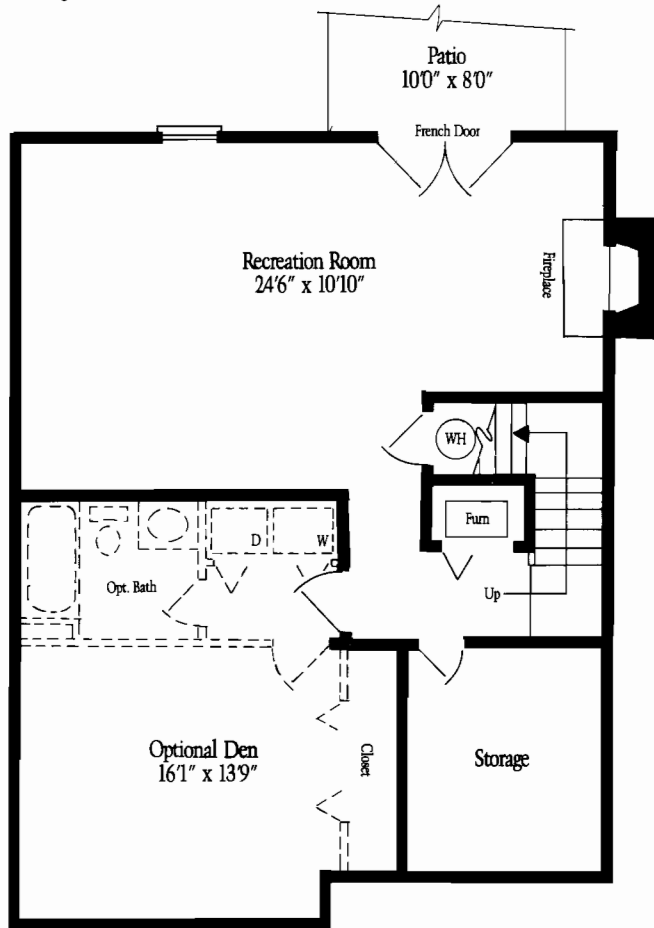 Patio
10'0" x 8'0"
French Door
Recreation Room
24'6" x 10'10"
Fireplace
WH
Furn
D
W
Opt. Bath
Up
Optional Den
16'1" x 13'9"
Closet
Storage